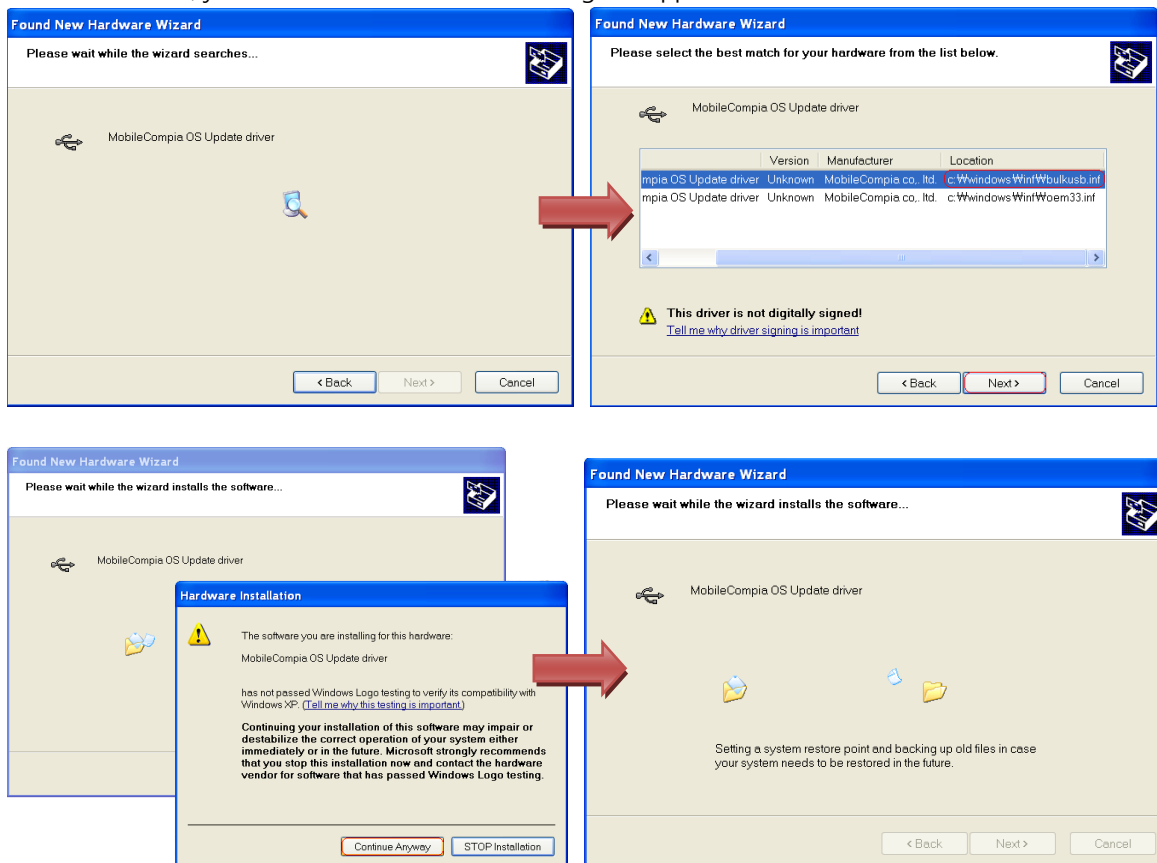 Found New Hardware Wizard
Please wait while the wizard searches...
MobileCompia OS Update driver
< Back Next > Cancel
Found New Hardware Wizard
Please select the best match for your hardware from the list below.
MobileCompia OS Update driver
Version Manufacturer Location
mpia OS Update driver Unknown MobileCompia co,. ltd. c:₩windows₩inf₩bulkusb.inf
mpia OS Update driver Unknown MobileCompia co,. ltd. c:₩windows₩inf₩oem33.inf
This driver is not digitally signed!
Tell me why driver signing is important
< Back Next > Cancel
Found New Hardware Wizard
Please wait while the wizard installs the software...
MobileCompia OS Update driver
Hardware Installation
The software you are installing for this hardware:
MobileCompia OS Update driver
has not passed Windows Logo testing to verify its compatibility with
Windows XP. (Tell me why this testing is important.)
Continuing your installation of this software may impair or
destabilize the correct operation of your system either
immediately or in the future. Microsoft strongly recommends
that you stop this installation now and contact the hardware
vendor for software that has passed Windows Logo testing.
Continue Anyway STOP Installation
Found New Hardware Wizard
Please wait while the wizard installs the software...
MobileCompia OS Update driver
Setting a system restore point and backing up old files in case
your system needs to be restored in the future.
< Back Next > Cancel